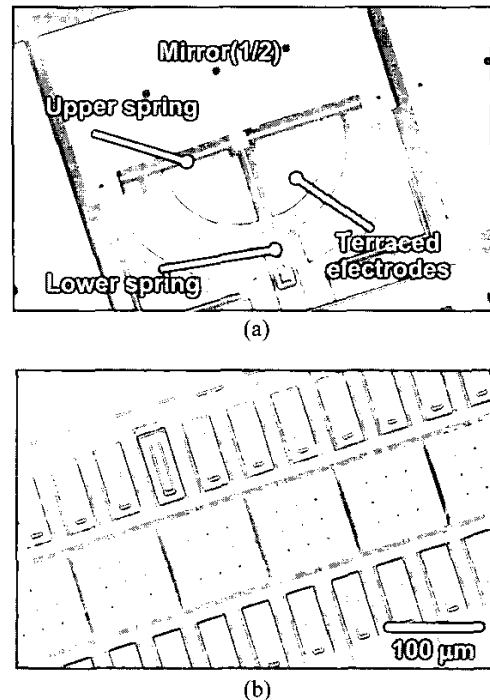 Mirror(1/2)
Upper spring
Terraced
electrodes
Lower spring
(a)
100 μm
(b)